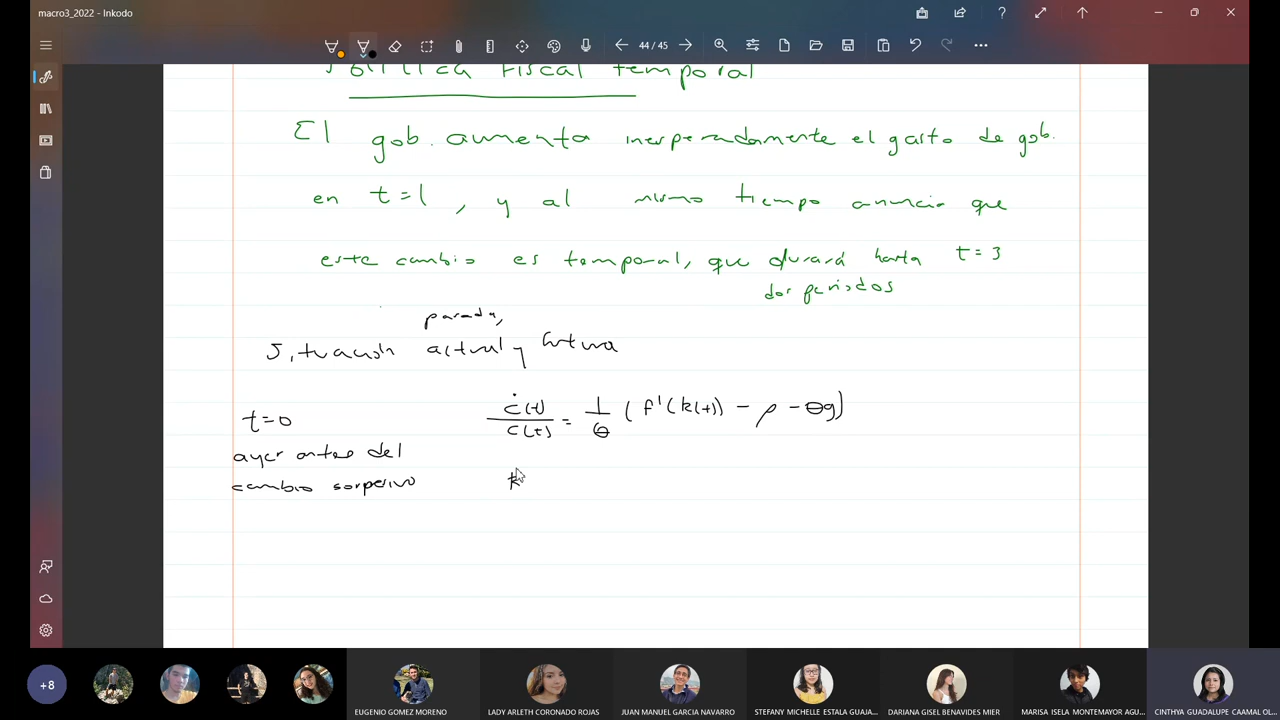 macro3_2022 - Inkodo
44 / 45
Política Fiscal temporal
El gob. aumenta inesperadamente el gasto de gob.
en t=1, y al mismo tiempo anuncia que
este cambio es temporal, que durará hasta t=3
dos periodos
pasada,
Situación actual y futura
t=0
ċ(t)/c(t) = 1/θ (f'(k(t)) - ρ - θg)
ayer antes del
cambio sorpesivo
k
+8
EUGENIO GOMEZ MORENO
LADY ARLETH CORONADO ROJAS
JUAN MANUEL GARCIA NAVARRO
STEFANY MICHELLE ESTALA GUAJA...
DARIANA GISEL BENAVIDES MIER
MARISA ISELA MONTEMAYOR AGU...
CINTHYA GUADALUPE CAAMAL OL...